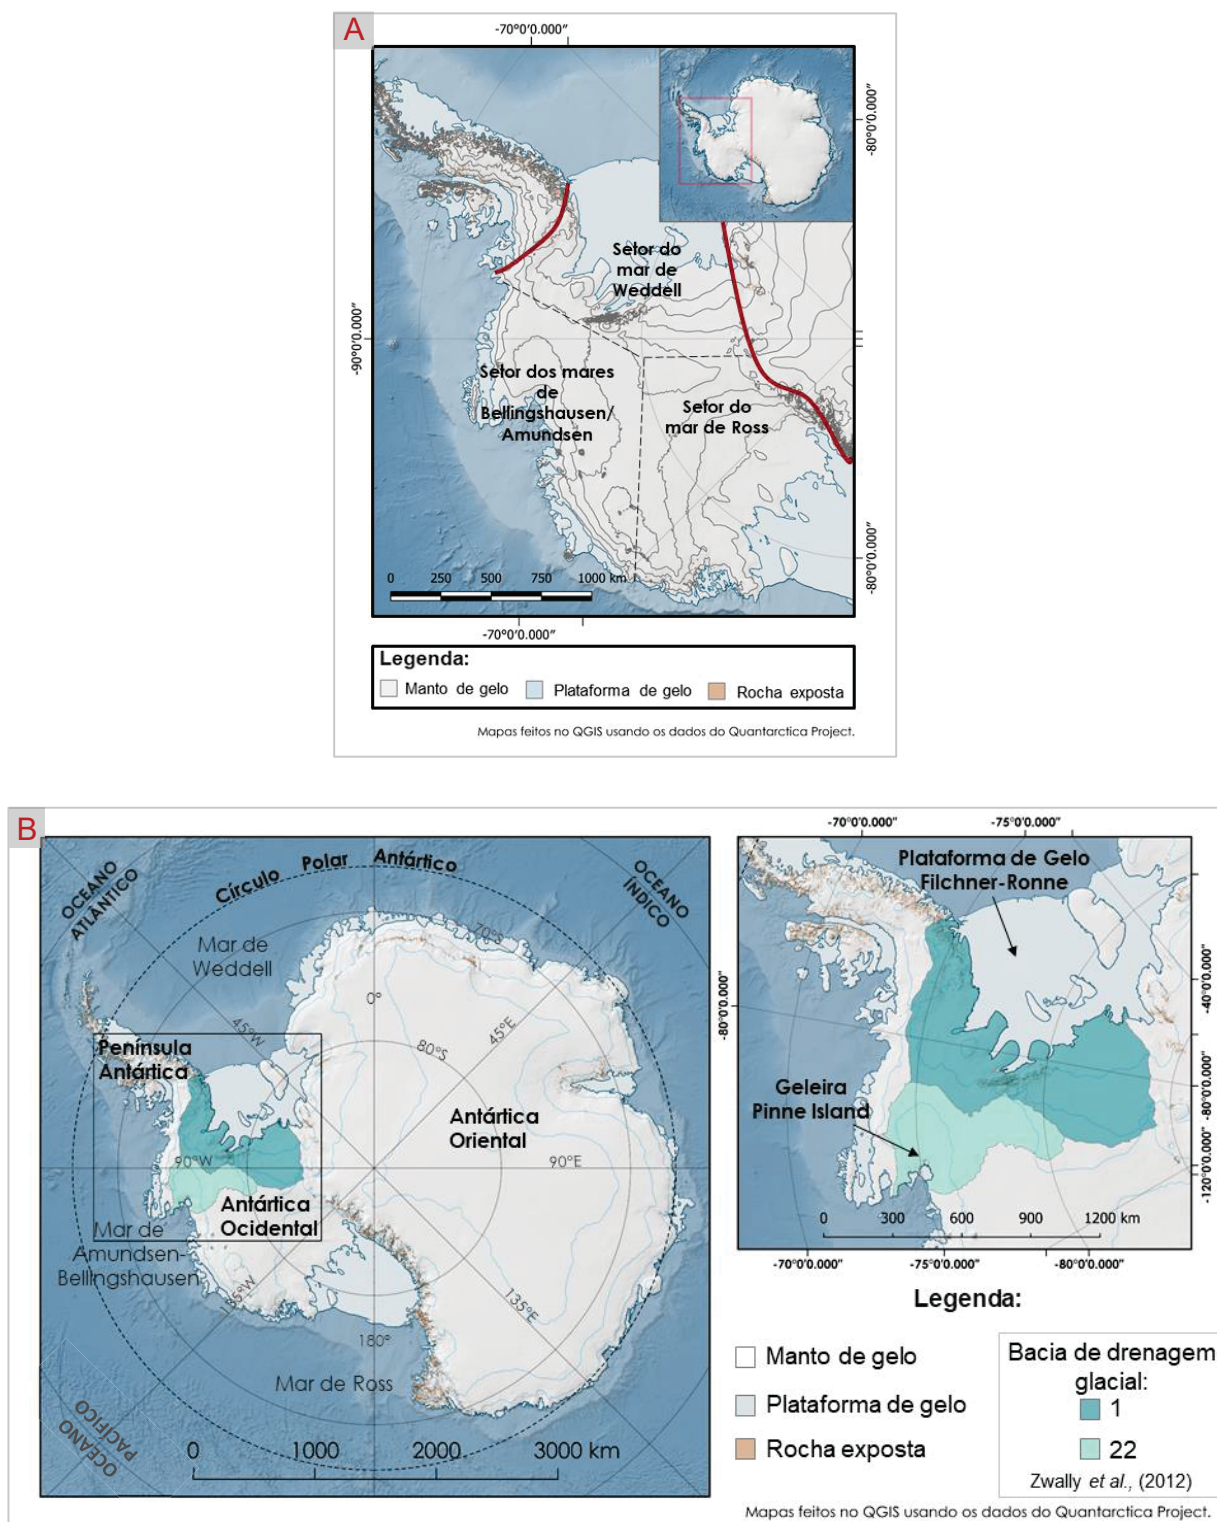 A
-70°0'0.000"
-80°0'0.000"
Setor do
mar de
Weddell
-90°0'0.000"
Setor dos mares
de
Bellingshausen/
Amundsen
Setor do
mar de Ross
-80°0'0.000"
0 250 500 750 1000 km
-70°0'0.000"
Legenda:
Manto de gelo Plataforma de gelo Rocha exposta
Mapas feitos no QGIS usando os dados do Quantarctica Project.
B
OCEANO
ATLÂNTICO
Círculo Polar Antártico
OCEANO
ÍNDICO
Mar de
Weddell
70°S
0°
45°W
45°E
80°S
Península
Antártica
Antártica
Oriental
90°W
90°E
Antártica
Ocidental
Mar de
Amundsen-
Bellingshausen
135°W
135°E
180°
Mar de Ross
OCEANO
PACÍFICO
0 1000 2000 3000 km
-70°0'0.000" -75°0'0.000"
Plataforma de Gelo
Filchner-Ronne
-80°0'0.000"
-40°0'0.000"
Geleira
Pinne Island
-80°0'0.000"
-120°0'0.000"
0 300 600 900 1200 km
-70°0'0.000" -75°0'0.000" -80°0'0.000"
Legenda:
Manto de gelo
Plataforma de gelo
Rocha exposta
Bacia de drenagem
glacial:
1
22
Zwally et al., (2012)
Mapas feitos no QGIS usando os dados do Quantarctica Project.